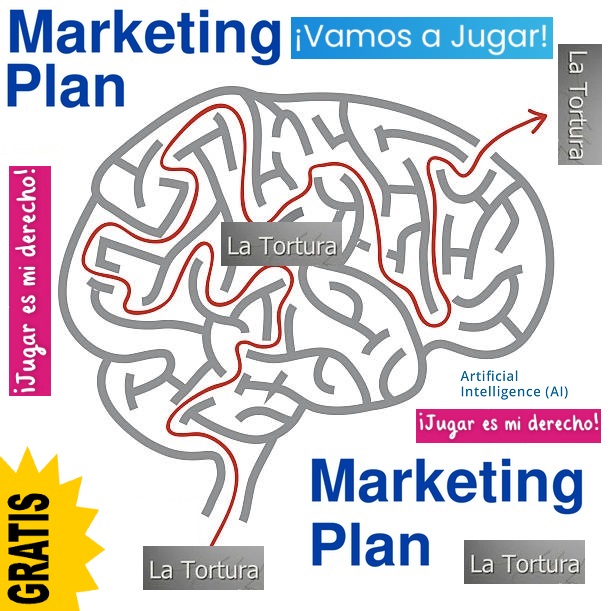 Marketing
Plan
¡Vamos a Jugar!
La Tortura
¡Jugar es mi derecho!
La Tortura
Artificial
Intelligence (AI)
¡Jugar es mi derecho!
Marketing
Plan
GRATIS
La Tortura
La Tortura